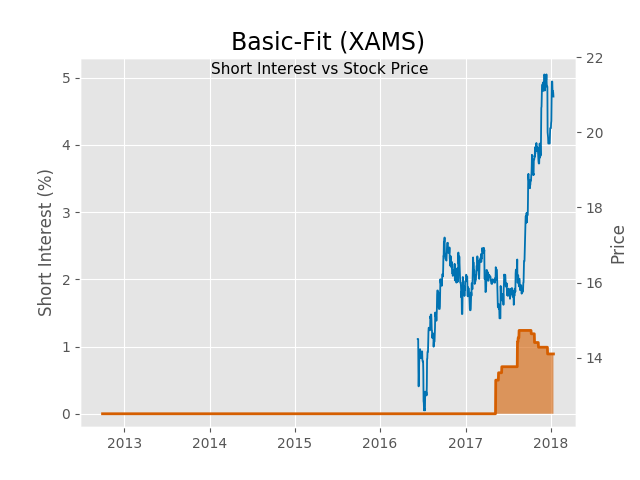 Basic-Fit (XAMS)
Short Interest vs Stock Price
Short Interest (%)
5
4
3
2
1
0
22
20
18
16
14
Price
2013 2014 2015 2016 2017 2018